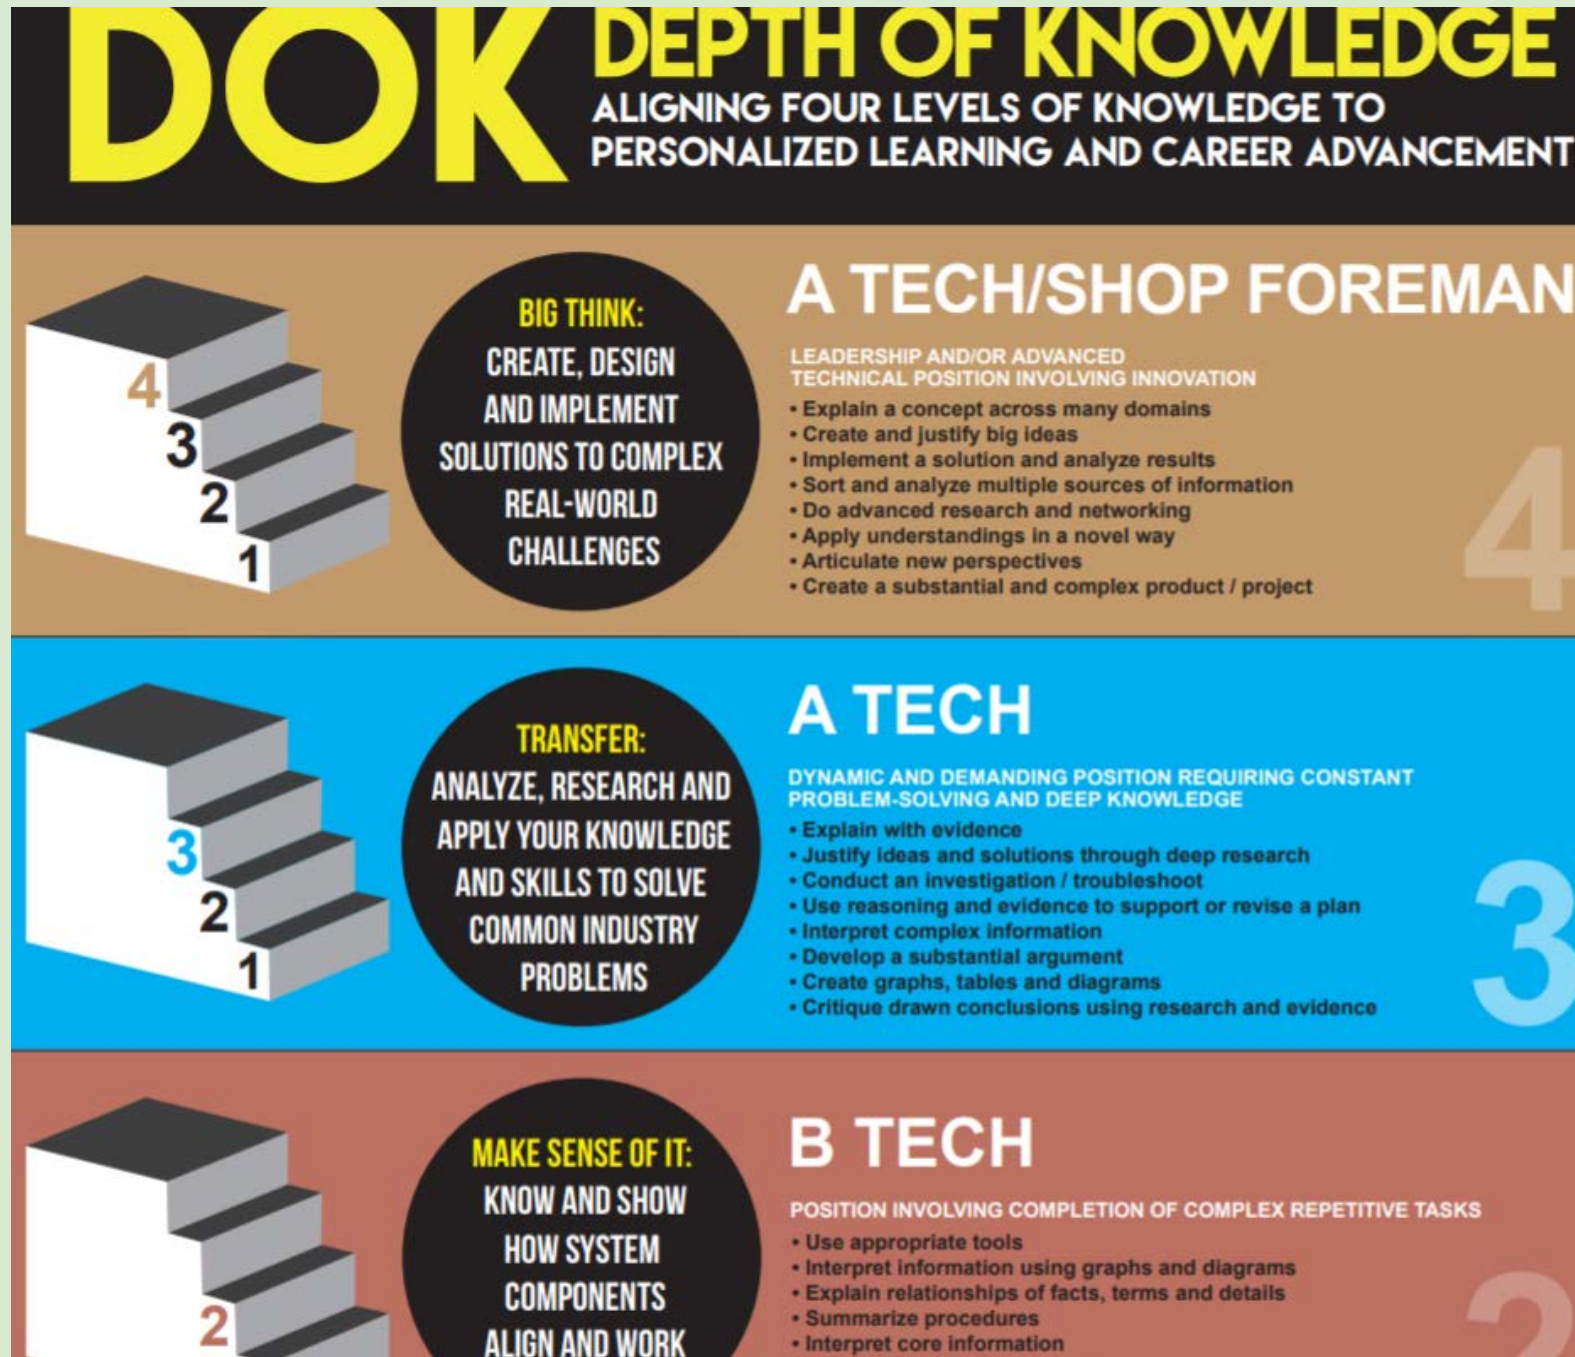 DOK
DEPTH OF KNOWLEDGE
ALIGNING FOUR LEVELS OF KNOWLEDGE TO
PERSONALIZED LEARNING AND CAREER ADVANCEMENT
4
3
2
1
BIG THINK:
CREATE, DESIGN
AND IMPLEMENT
SOLUTIONS TO COMPLEX
REAL-WORLD
CHALLENGES
A TECH/SHOP FOREMAN
LEADERSHIP AND/OR ADVANCED
TECHNICAL POSITION INVOLVING INNOVATION
• Explain a concept across many domains
• Create and justify big ideas
• Implement a solution and analyze results
• Sort and analyze multiple sources of information
• Do advanced research and networking
• Apply understandings in a novel way
• Articulate new perspectives
• Create a substantial and complex product / project
4
3
2
1
TRANSFER:
ANALYZE, RESEARCH AND
APPLY YOUR KNOWLEDGE
AND SKILLS TO SOLVE
COMMON INDUSTRY
PROBLEMS
A TECH
DYNAMIC AND DEMANDING POSITION REQUIRING CONSTANT
PROBLEM-SOLVING AND DEEP KNOWLEDGE
• Explain with evidence
• Justify ideas and solutions through deep research
• Conduct an investigation / troubleshoot
• Use reasoning and evidence to support or revise a plan
• Interpret complex information
• Develop a substantial argument
• Create graphs, tables and diagrams
• Critique drawn conclusions using research and evidence
3
2
MAKE SENSE OF IT:
KNOW AND SHOW
HOW SYSTEM
COMPONENTS
ALIGN AND WORK
B TECH
POSITION INVOLVING COMPLETION OF COMPLEX REPETITIVE TASKS
• Use appropriate tools
• Interpret information using graphs and diagrams
• Explain relationships of facts, terms and details
• Summarize procedures
• Interpret core information
2